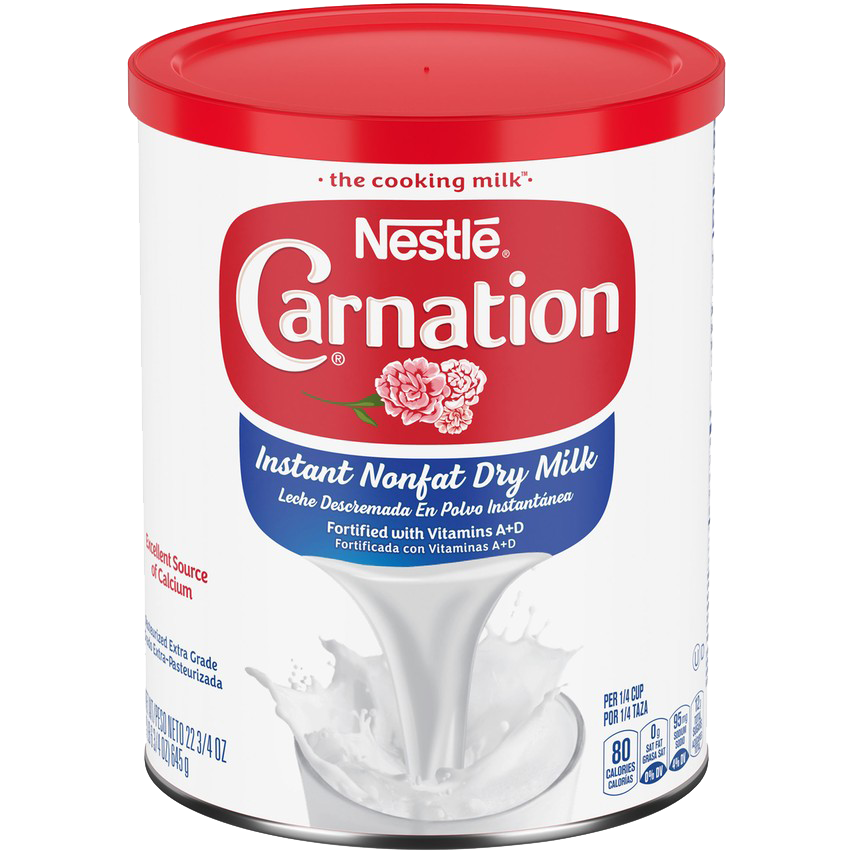 · the cooking milk™ ·
Nestlé®
Carnation®
Instant Nonfat Dry Milk
Leche Descremada En Polvo Instantánea
Fortified with Vitamins A+D
Fortificada con Vitaminas A+D
Excellent Source
of Calcium
Extra Grade
Extra-Pasteurizada
PESO NETO 22 3/4 OZ
645g
PER 1/4 CUP
POR 1/4 TAZA
80
CALORIES
CALORÍAS
0g
SAT FAT
GRASA SAT
0% DV
95mg
SODIUM
SODIO
4% DV